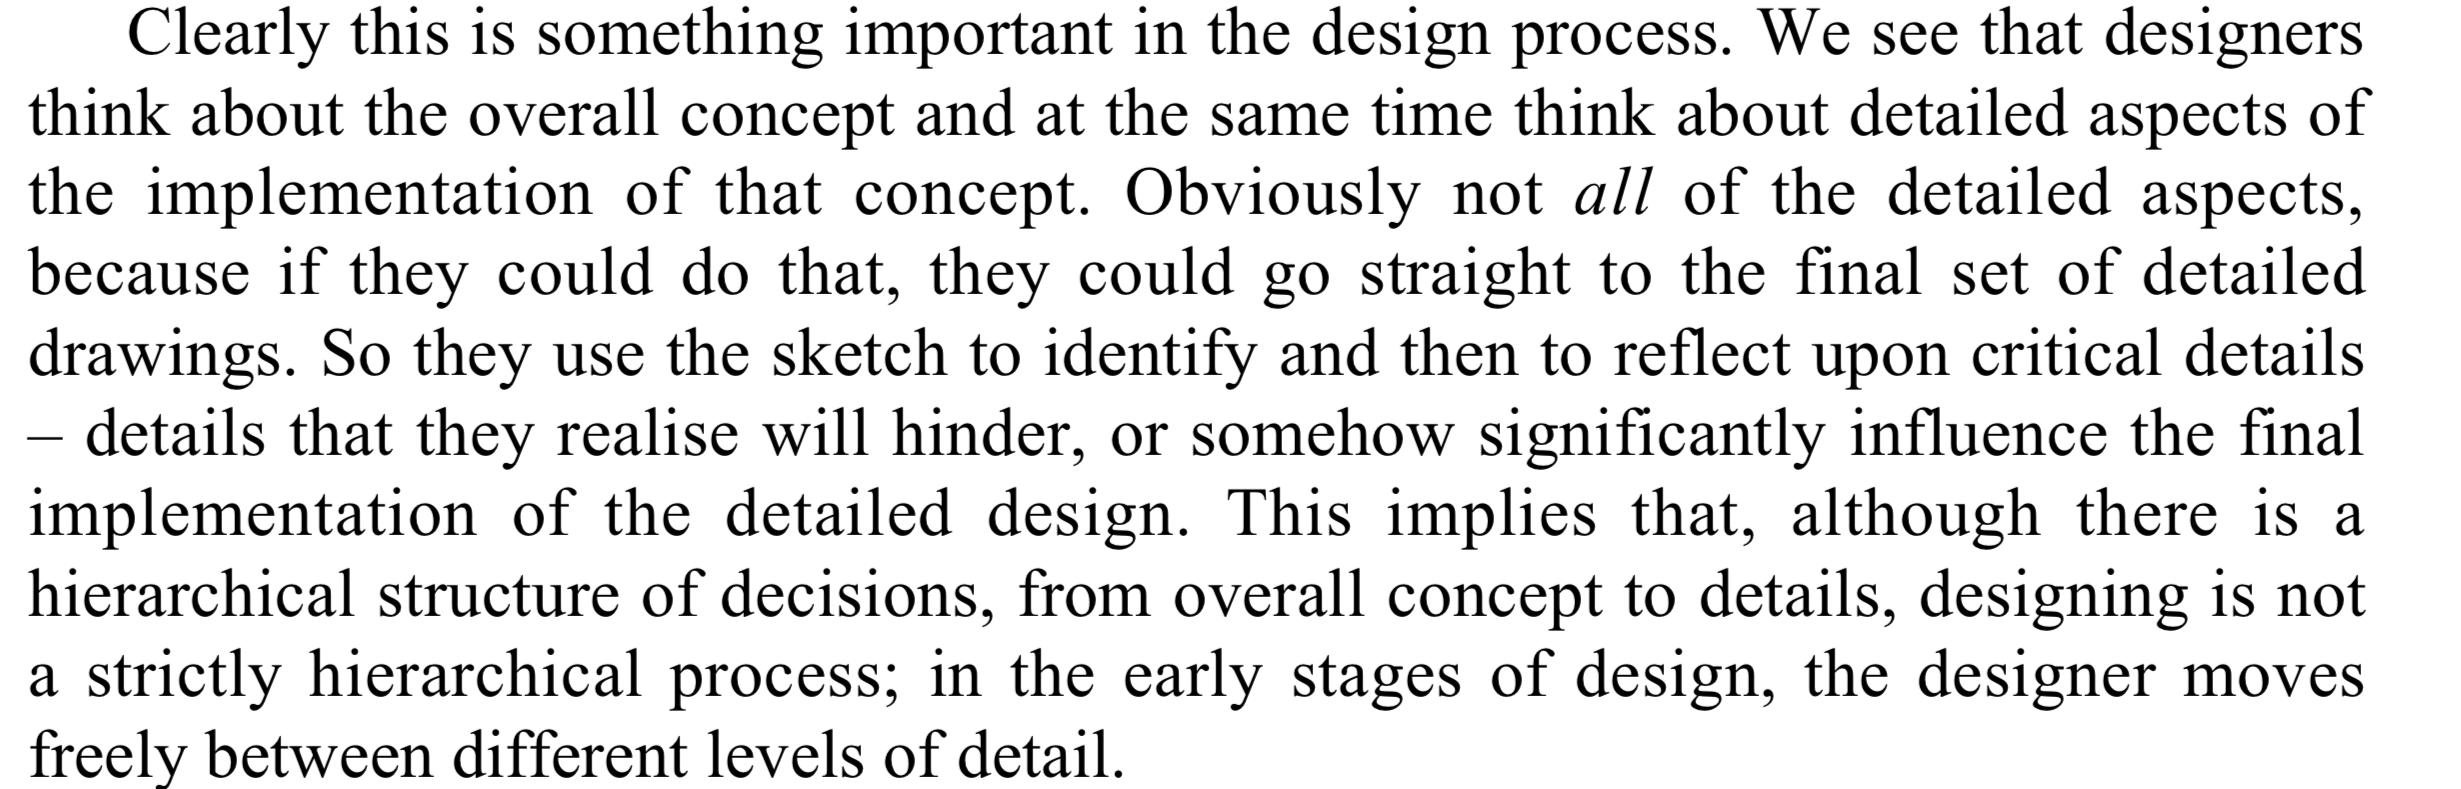 Clearly this is something important in the design process. We see that designers
think about the overall concept and at the same time think about detailed aspects of
the implementation of that concept. Obviously not all of the detailed aspects,
because if they could do that, they could go straight to the final set of detailed
drawings. So they use the sketch to identify and then to reflect upon critical details
– details that they realise will hinder, or somehow significantly influence the final
implementation of the detailed design. This implies that, although there is a
hierarchical structure of decisions, from overall concept to details, designing is not
a strictly hierarchical process; in the early stages of design, the designer moves
freely between different levels of detail.